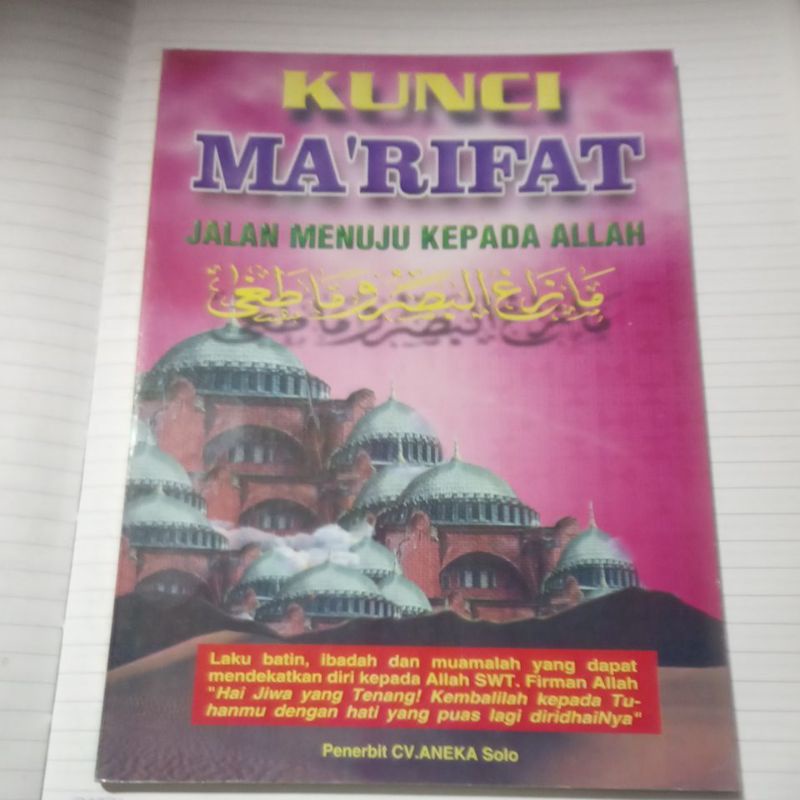 KUNCI
MA'RIFAT
JALAN MENUJU KEPADA ALLAH
مَا زَاغَ الْبَصَرُ وَمَا طَغَى
Laku batin, ibadah dan muamalah yang dapat
mendekatkan diri kepada Allah SWT. Firman Allah
"Hai Jiwa yang Tenang! Kembalilah kepada Tu-
hanmu dengan hati yang puas lagi diridhaiNya"
Penerbit CV.ANEKA Solo